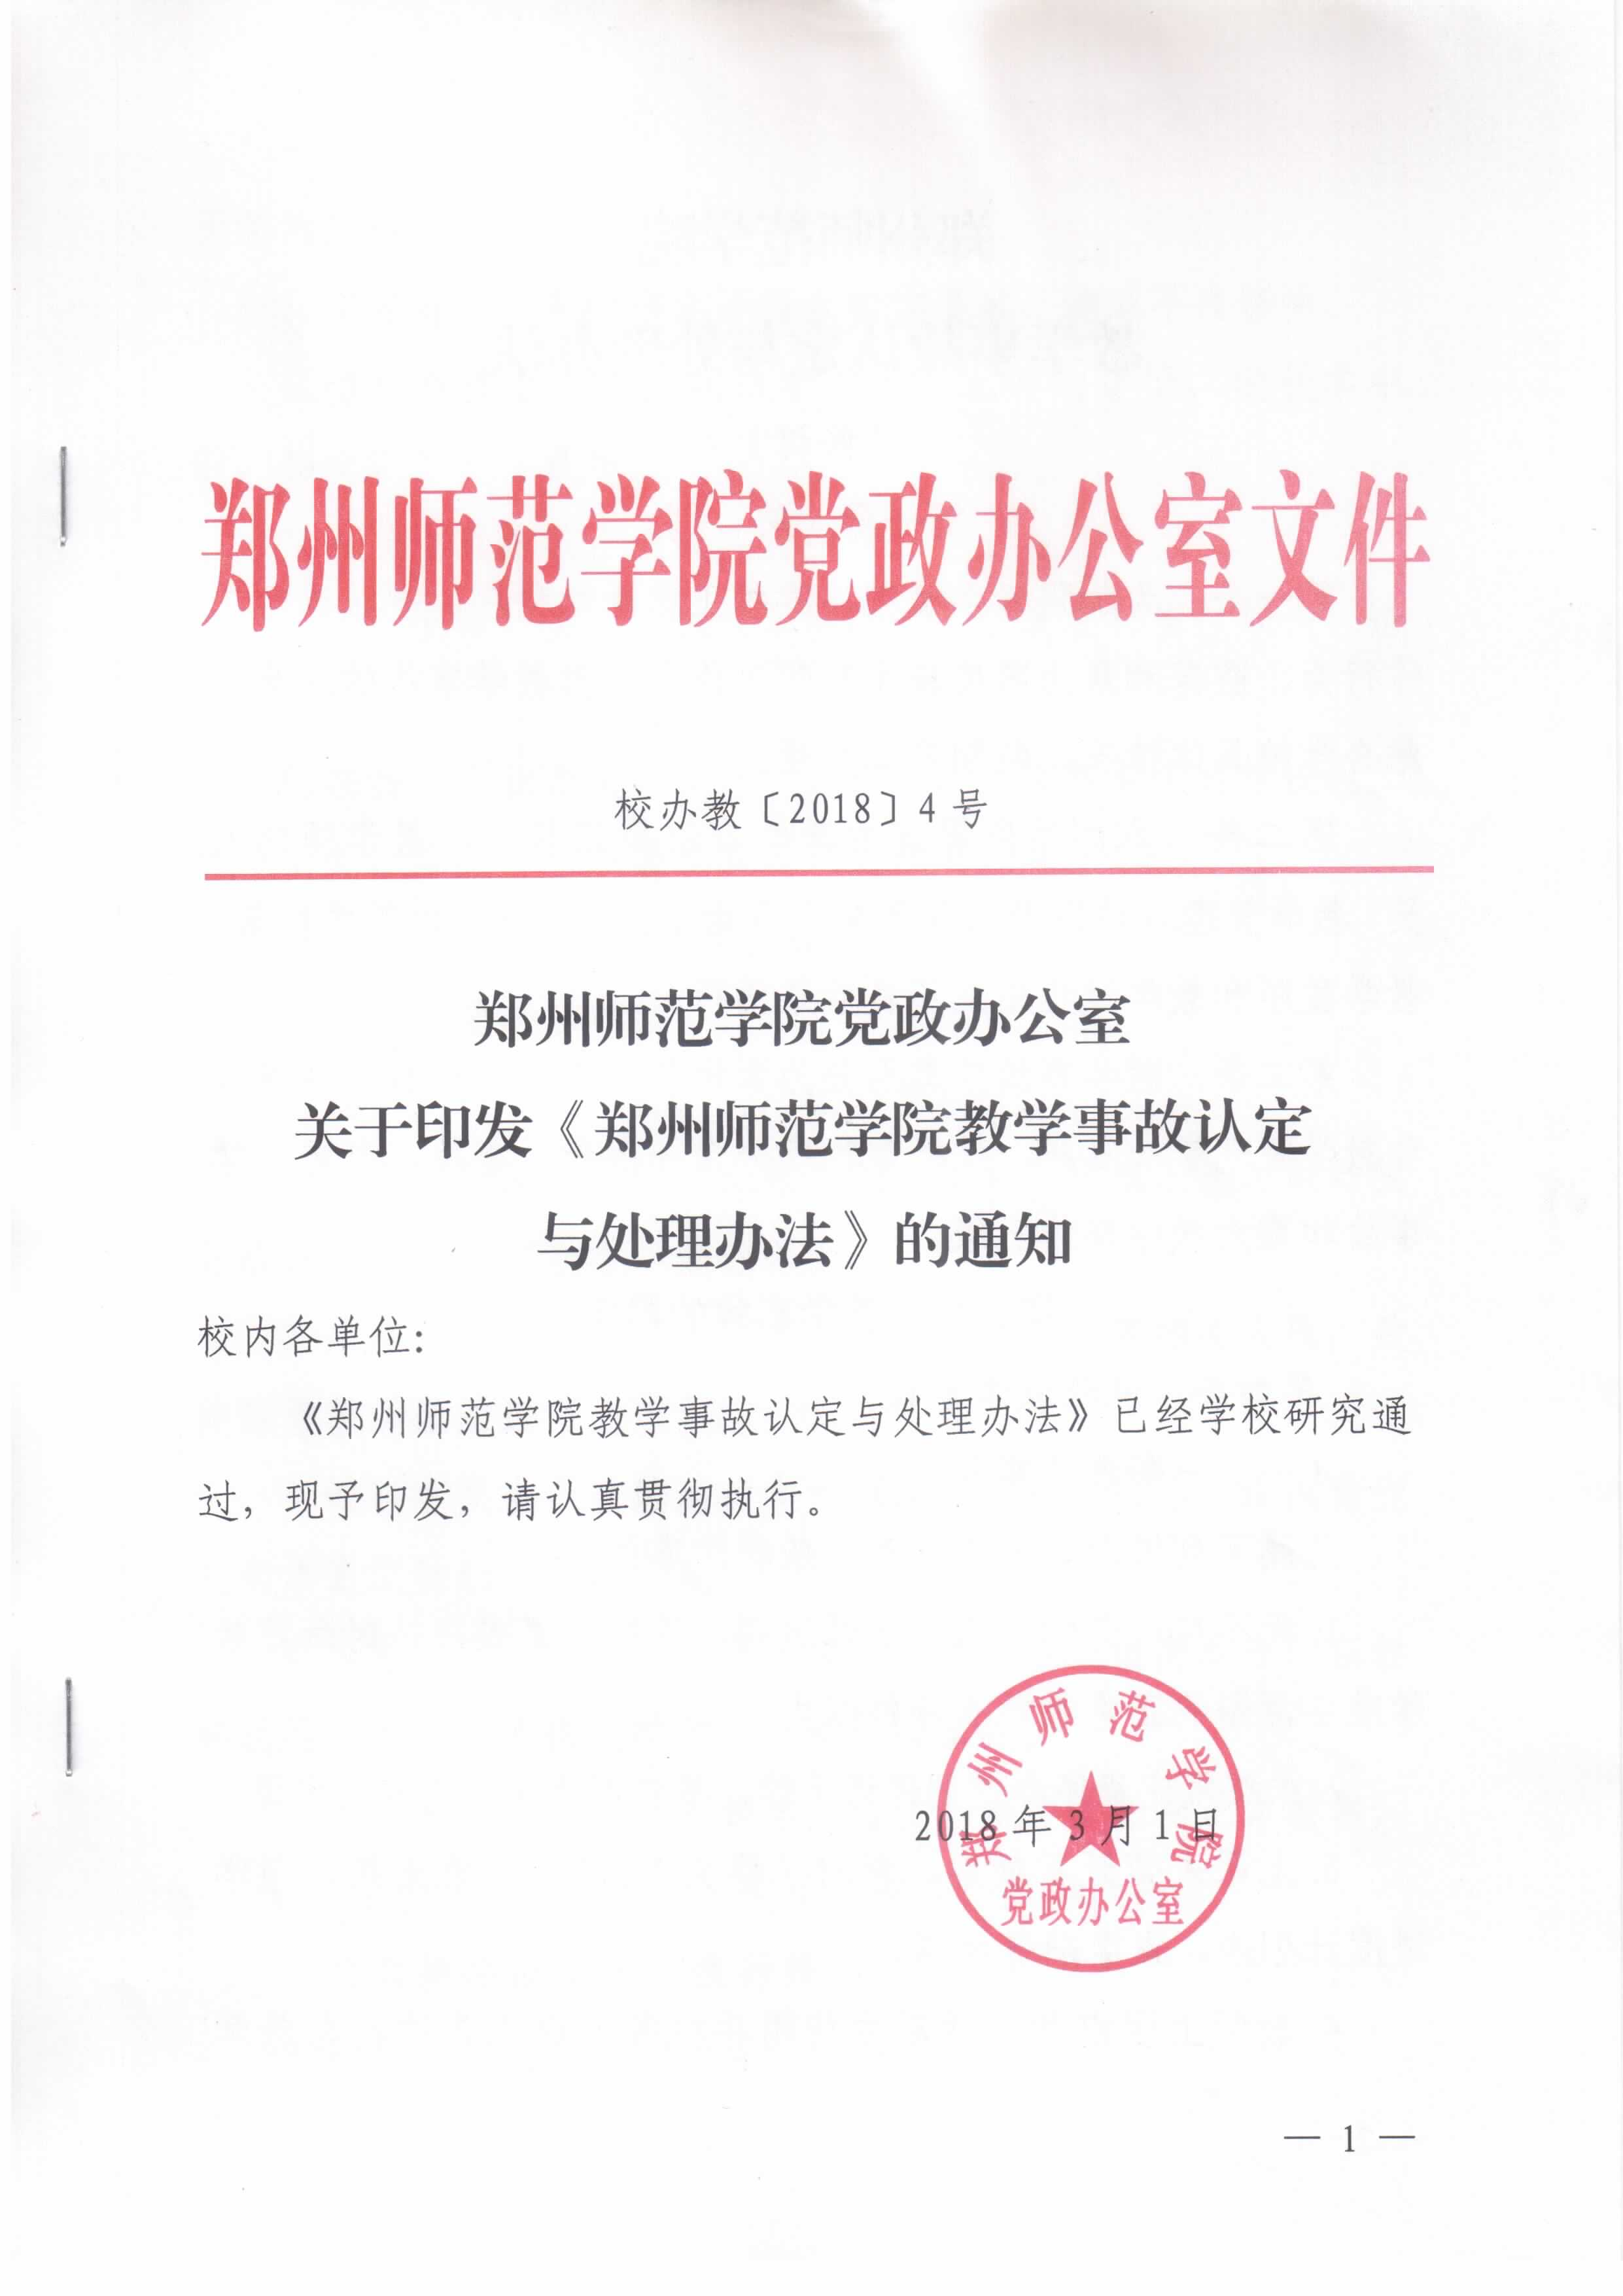 郑州师范学院党政办公室文件
校办教〔2018〕4 号
郑州师范学院党政办公室
关于印发《郑州师范学院教学事故认定
与处理办法》的通知
校内各单位：
《郑州师范学院教学事故认定与处理办法》已经学校研究通
过，现予印发，请认真贯彻执行。
郑州师范学院
2018 年 3 月 1 日
党政办公室
— 1 —